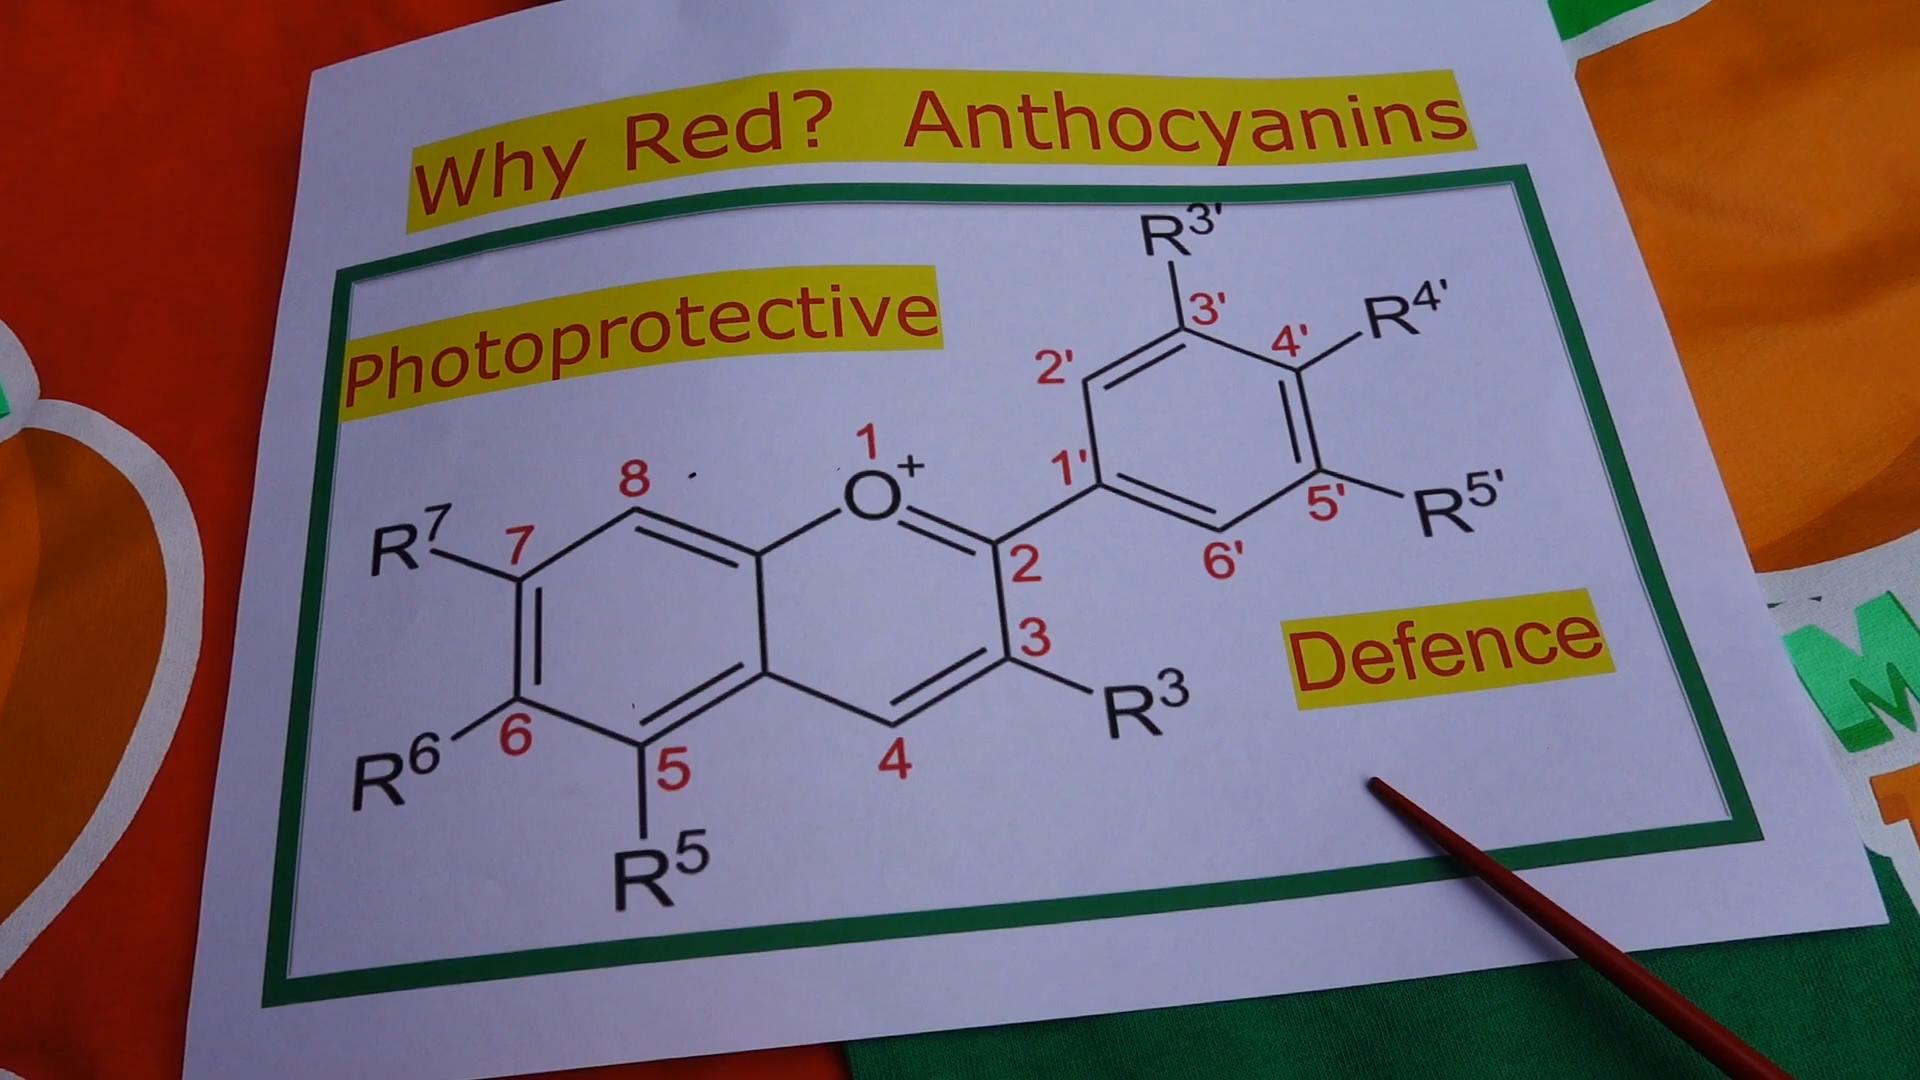 Why Red? Anthocyanins
Photoprotective
R3'
3'
R4'
4'
2'
1
O+
1'
8
R7
7
5'
R5'
2
6'
3
Defence
R3
R6
6
5
4
R5
M